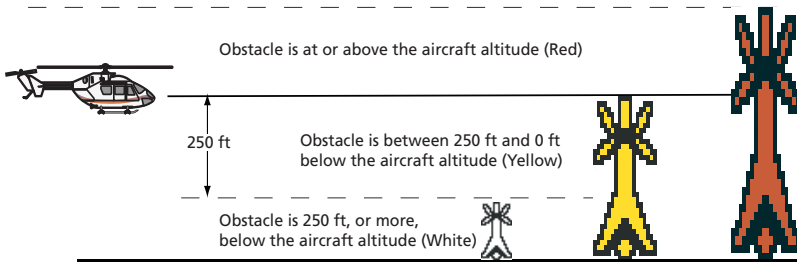 Obstacle is at or above the aircraft altitude (Red)
250 ft
Obstacle is between 250 ft and 0 ft
below the aircraft altitude (Yellow)
Obstacle is 250 ft, or more,
below the aircraft altitude (White)